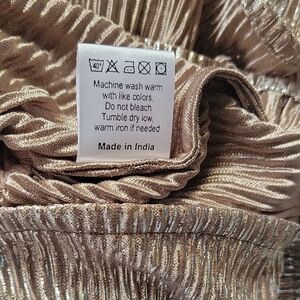 40°
Machine wash warm
with like colors.
Do not bleach
Tumble dry low,
warm iron if needed
Made in India